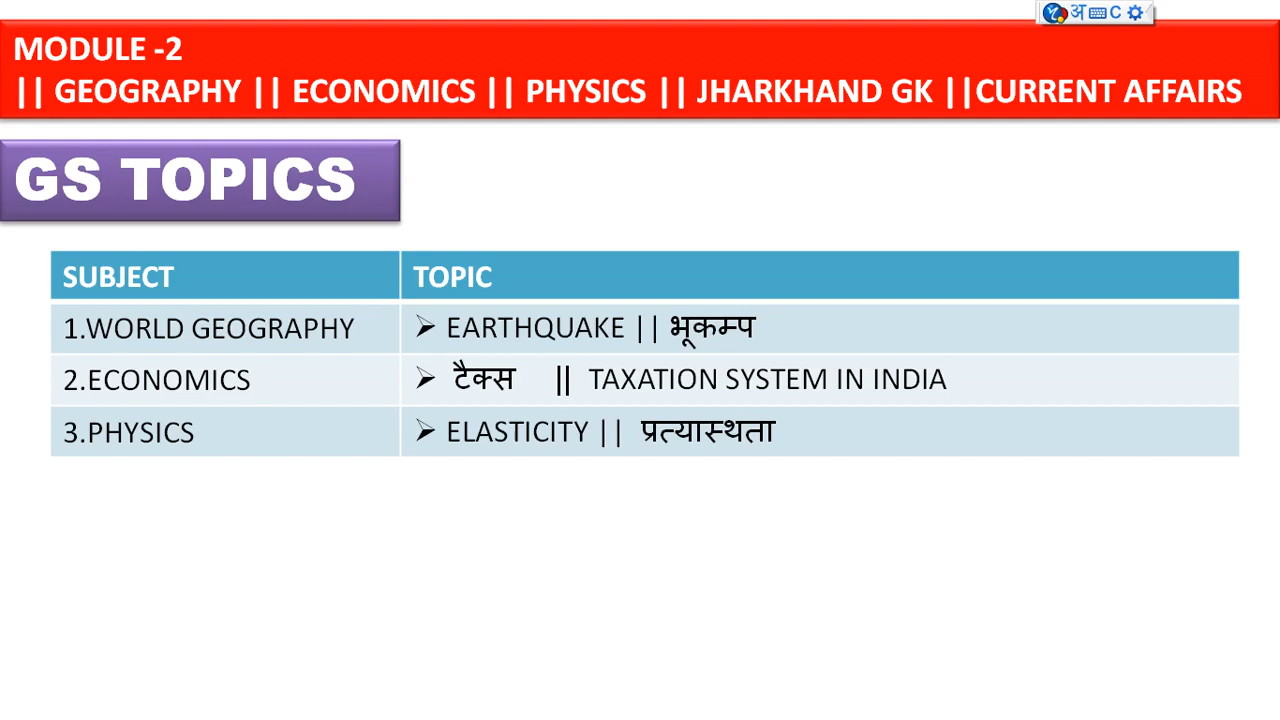 अ C
MODULE -2
|| GEOGRAPHY || ECONOMICS || PHYSICS || JHARKHAND GK ||CURRENT AFFAIRS
GS TOPICS
SUBJECT TOPIC
1.WORLD GEOGRAPHY ➢ EARTHQUAKE || भूकम्प
2.ECONOMICS ➢ टैक्स || TAXATION SYSTEM IN INDIA
3.PHYSICS ➢ ELASTICITY || प्रत्यास्थता